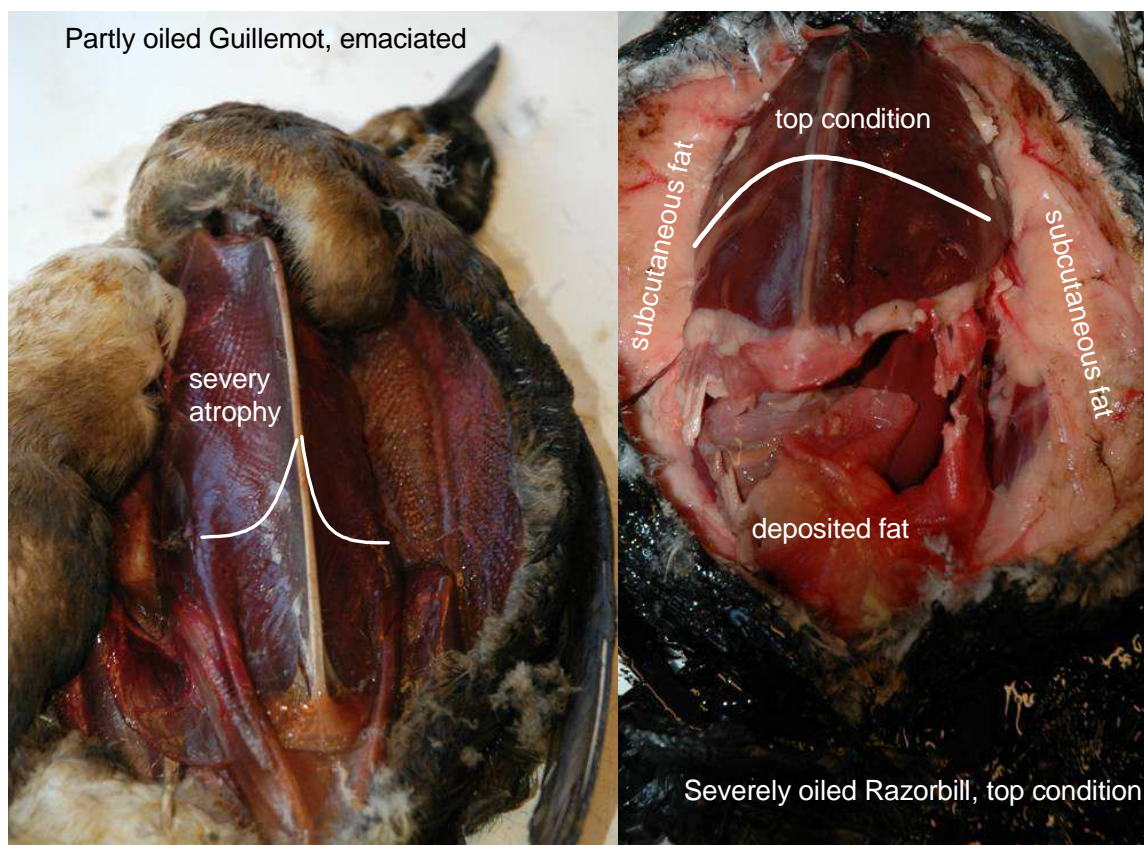 Partly oiled Guillemot, emaciated
severy
atrophy
top condition
subcutaneous fat
subcutaneous fat
deposited fat
Severely oiled Razorbill, top condition